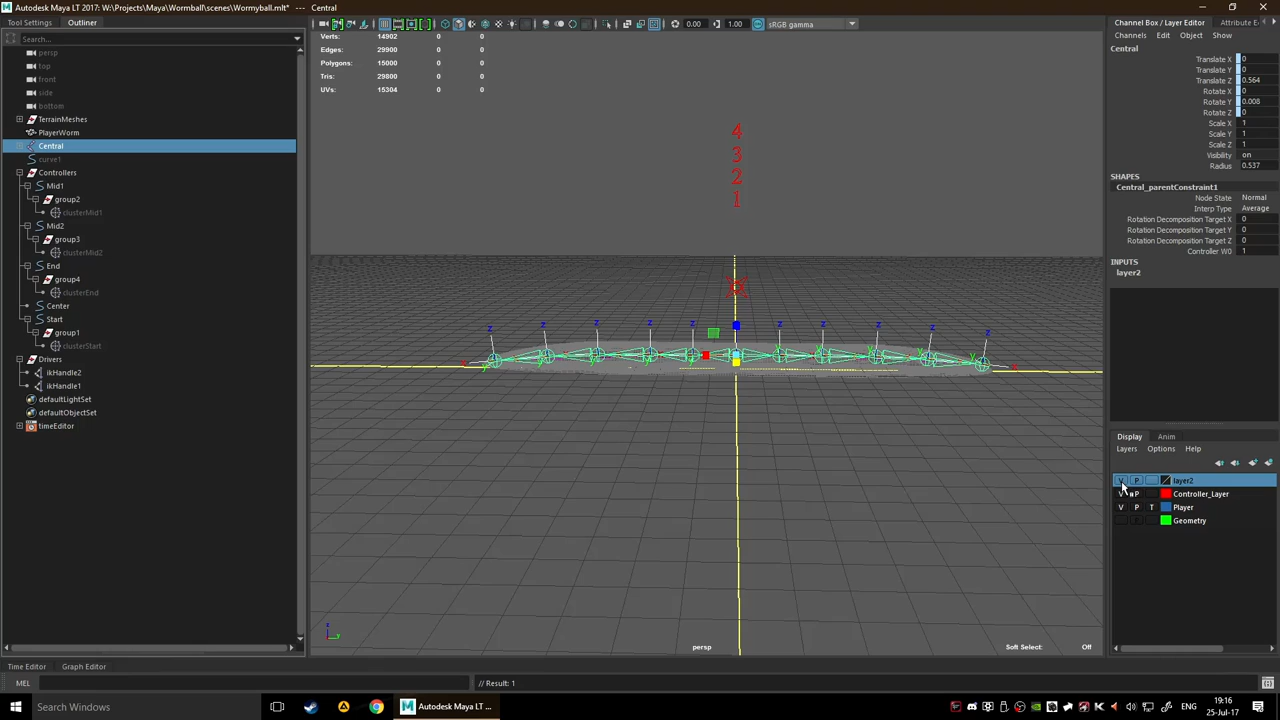 Autodesk Maya LT 2017: W:\Projects\Maya\Wormball\scenes\Wormyball.mlt* --- Central
Tool Settings Outliner
Search...
persp
top
front
side
bottom
TerrainMeshes
PlayerWorm
Central
curve1
Controllers
Mid1
group2
clusterMid1
Mid2
group3
clusterMid2
End
group4
clusterEnd
Center
Start
group1
clusterStart
Drivers
ikHandle2
ikHandle1
defaultLightSet
defaultObjectSet
timeEditor
0.00 1.00 sRGB gamma
Verts: 14902 0 0
Edges: 29900 0 0
Polygons: 15000 0 0
Tris: 29800 0 0
UVs: 15304 0 0
4
3
2
1
persp
Soft Select: Off
Channel Box / Layer Editor Attribute E
Channels Edit Object Show
Central
Translate X 0
Translate Y 0
Translate Z 0.564
Rotate X 0
Rotate Y 0.008
Rotate Z 0
Scale X 1
Scale Y 1
Scale Z 1
Visibility on
Radius 0.537
SHAPES
Central_parentConstraint1
Node State Normal
Interp Type Average
Rotation Decomposition Target X 0
Rotation Decomposition Target Y 0
Rotation Decomposition Target Z 0
Controller W0 1
INPUTS
layer2
Display Anim
Layers Options Help
V P layer2
V P Controller_Layer
V P T Player
Geometry
Time Editor Graph Editor
MEL // Result: 1
Search Windows Autodesk Maya LT ... ENG 19:16
25-Jul-17